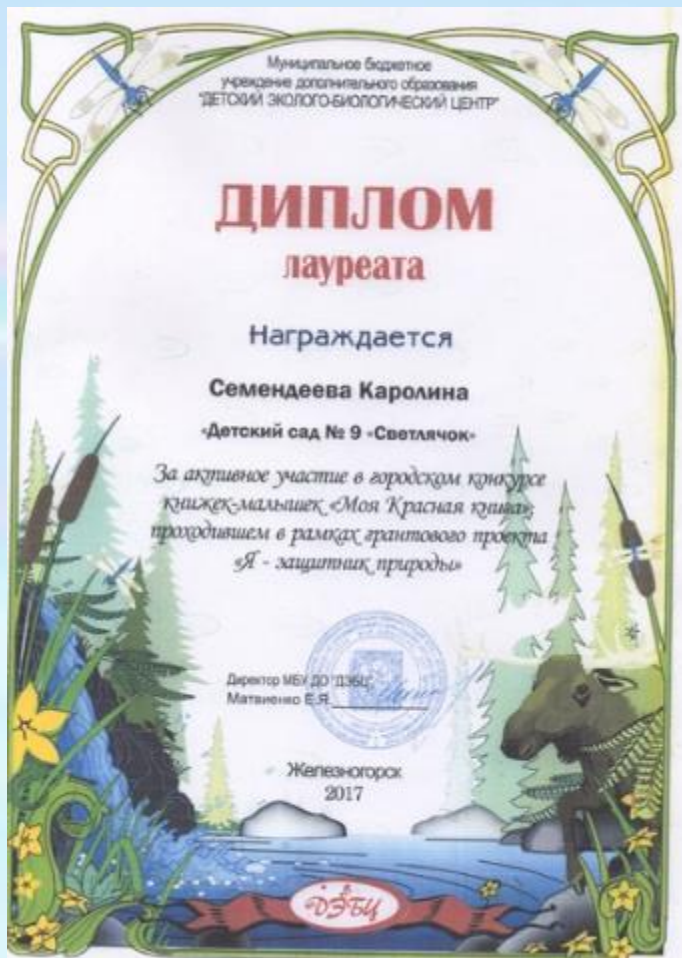 Муниципальное бюджетное
учреждение дополнительного образования
"ДЕТСКИЙ ЭКОЛОГО-БИОЛОГИЧЕСКИЙ ЦЕНТР"
ДИПЛОМ
лауреата
Награждается
Семендеева Каролина
«Детский сад № 9 «Светлячок»
За активное участие в городском конкурсе
книжек-малышек «Моя Красная книга»,
проходившем в рамках грантового проекта
«Я - защитник природы»
Директор МБУ ДО "ДЭБЦ"
Матвиенко Е.Я.
Железногорск
2017
ДЭБЦ